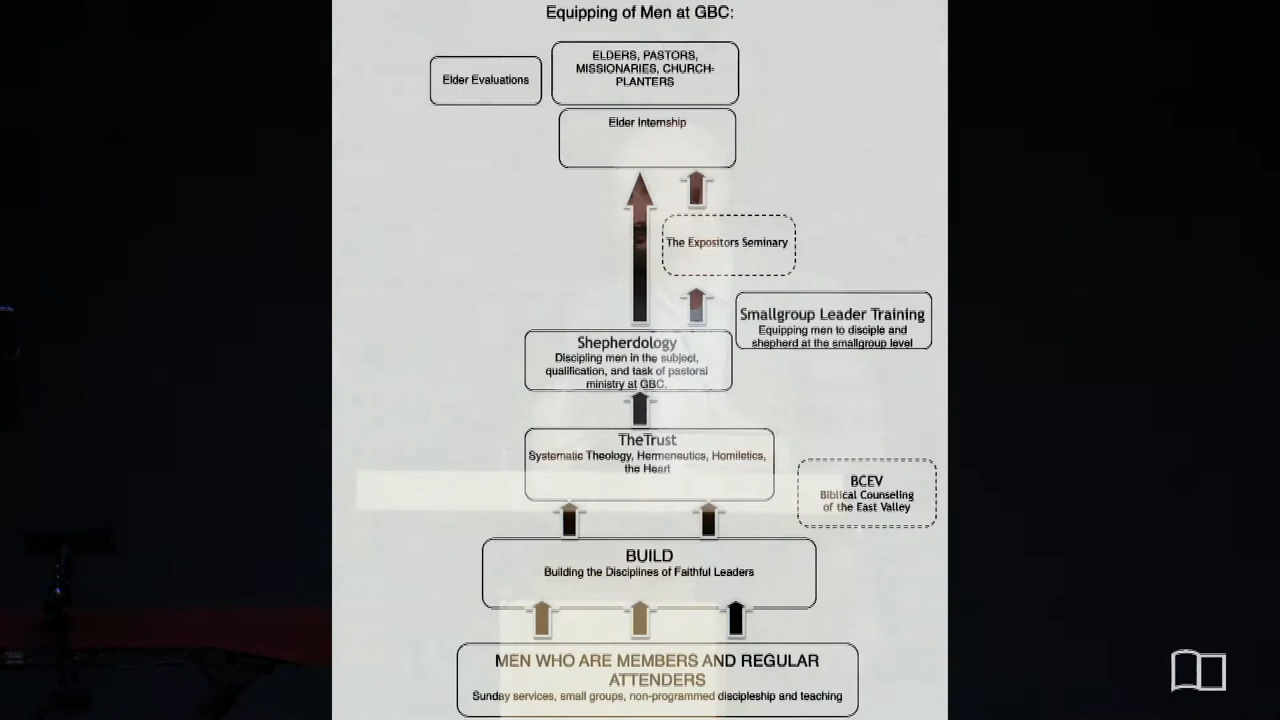 Equipping of Men at GBC:
Elder Evaluations
ELDERS, PASTORS,
MISSIONARIES, CHURCH-
PLANTERS
Elder Internship
The Expositors Seminary
Smallgroup Leader Training
Equipping men to disciple and
shepherd at the smallgroup level
Shepherdology
Discipling men in the subject,
qualification, and task of pastoral
ministry at GBC.
TheTrust
Systematic Theology, Hermeneutics, Homiletics,
the Heart
BCEV
Biblical Counseling
of the East Valley
BUILD
Building the Disciplines of Faithful Leaders
MEN WHO ARE MEMBERS AND REGULAR
ATTENDERS
Sunday services, small groups, non-programmed discipleship and teaching